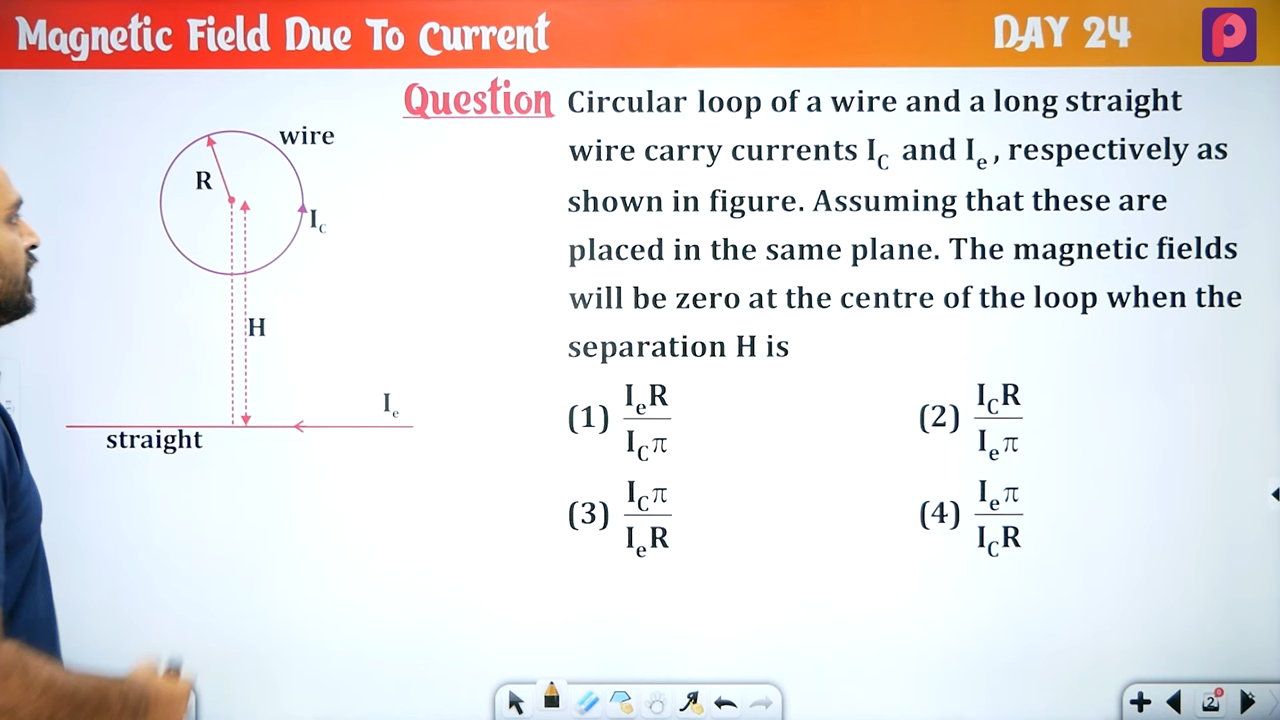 Magnetic Field Due To Current
DAY 24
Question Circular loop of a wire and a long straight
wire carry currents I_C and I_e, respectively as
shown in figure. Assuming that these are
placed in the same plane. The magnetic fields
will be zero at the centre of the loop when the
separation H is
wire
R
I_C
H
I_e
straight
(1) I_eR / I_Cπ
(2) I_CR / I_eπ
(3) I_Cπ / I_eR
(4) I_eπ / I_CR
2